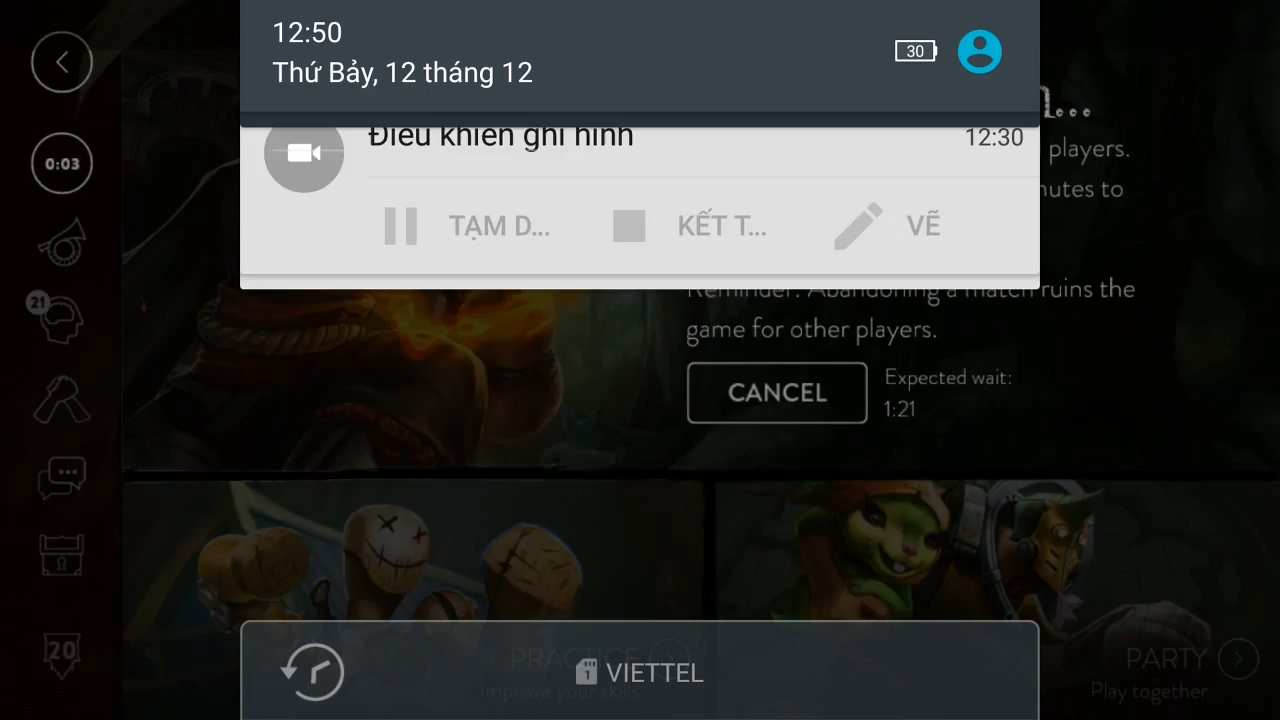 12:50
30
Thứ Bảy, 12 tháng 12
Điều khiển ghi hình
12:30
TẠM D...
KẾT T...
VẼ
0:03
players.
nutes to
Reminder: Abandoning a match ruins the
game for other players.
CANCEL
Expected wait:
1:21
21
20
PRACTICE
Improve your skills
1 VIETTEL
PARTY
Play together